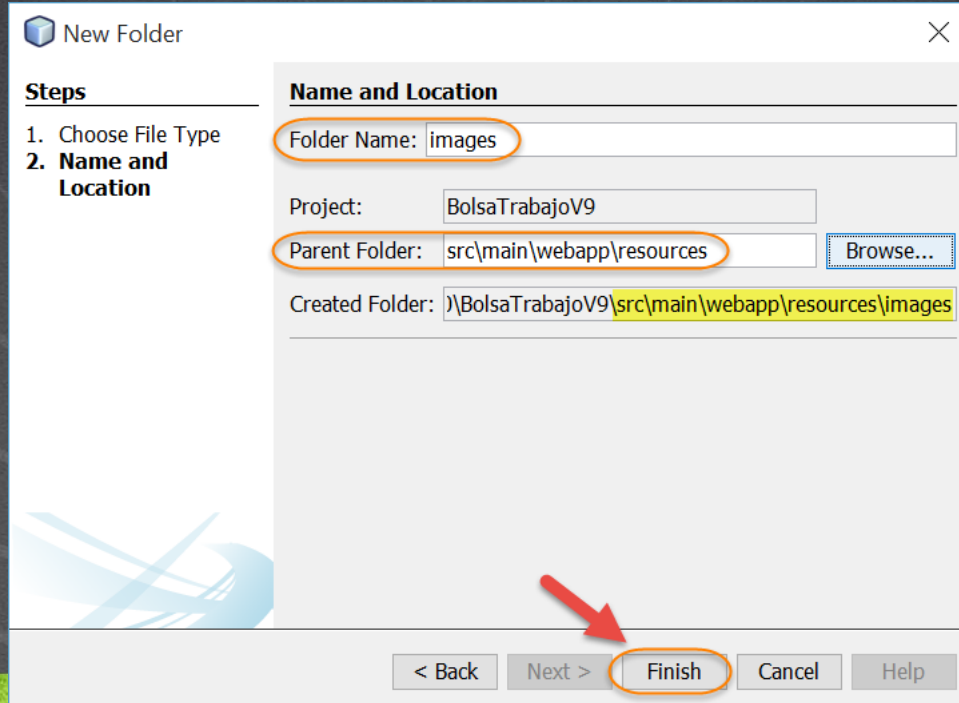 New Folder
Steps
1. Choose File Type
2. Name and
Location
Name and Location
Folder Name: images
Project: BolsaTrabajoV9
Parent Folder: src\main\webapp\resources Browse...
Created Folder: )\BolsaTrabajoV9\src\main\webapp\resources\images
< Back Next > Finish Cancel Help